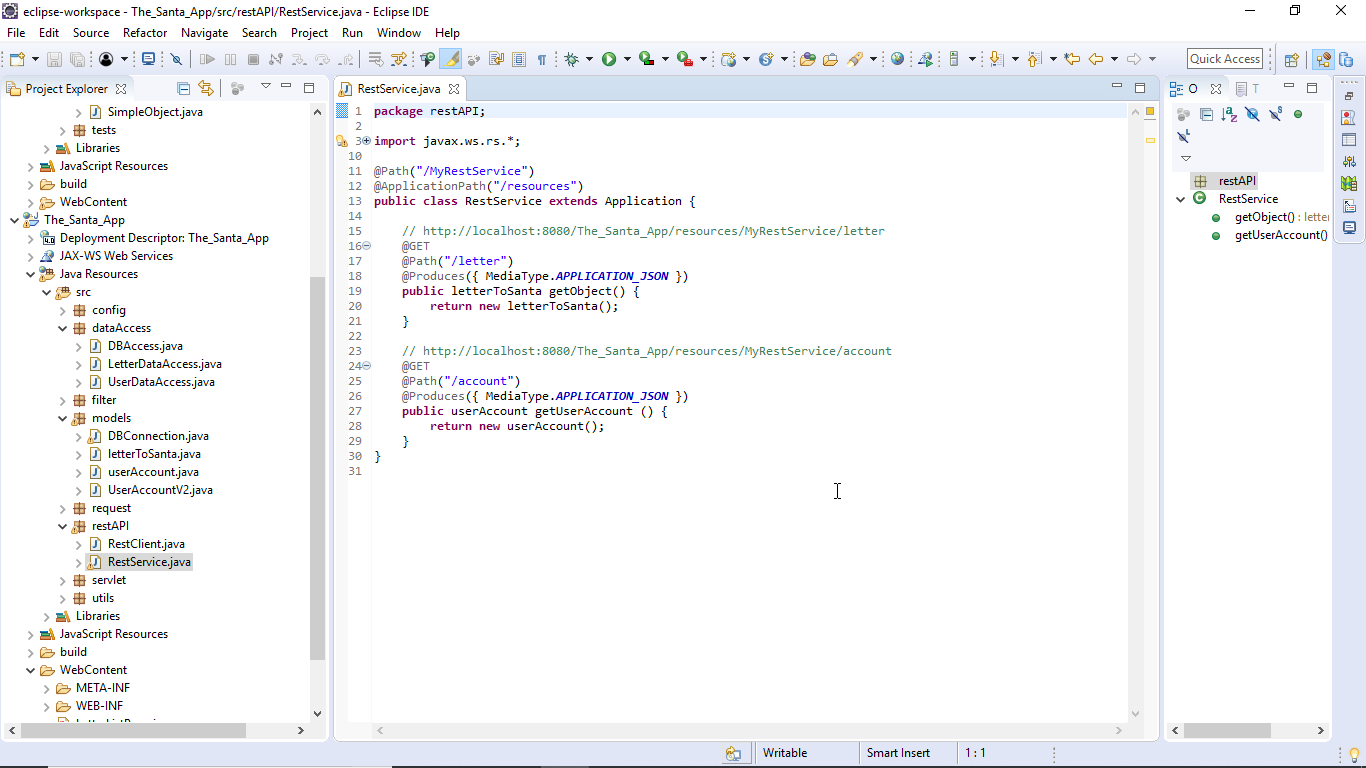 eclipse-workspace - The_Santa_App/src/restAPI/RestService.java - Eclipse IDE
File Edit Source Refactor Navigate Search Project Run Window Help
Quick Access
Project Explorer
SimpleObject.java
tests
Libraries
JavaScript Resources
build
WebContent
The_Santa_App
Deployment Descriptor: The_Santa_App
JAX-WS Web Services
Java Resources
src
config
dataAccess
DBAccess.java
LetterDataAccess.java
UserDataAccess.java
filter
models
DBConnection.java
letterToSanta.java
userAccount.java
UserAccountV2.java
request
restAPI
RestClient.java
RestService.java
servlet
utils
Libraries
JavaScript Resources
build
WebContent
META-INF
WEB-INF
RestService.java
1 package restAPI;
2
3 import javax.ws.rs.*;
10
11 @Path("/MyRestService")
12 @ApplicationPath("/resources")
13 public class RestService extends Application {
14
15 // http://localhost:8080/The_Santa_App/resources/MyRestService/letter
16 @GET
17 @Path("/letter")
18 @Produces({ MediaType.APPLICATION_JSON })
19 public letterToSanta getObject() {
20 return new letterToSanta();
21 }
22
23 // http://localhost:8080/The_Santa_App/resources/MyRestService/account
24 @GET
25 @Path("/account")
26 @Produces({ MediaType.APPLICATION_JSON })
27 public userAccount getUserAccount () {
28 return new userAccount();
29 }
30 }
31
O T
restAPI
RestService
getObject() : letter
getUserAccount()
Writable Smart Insert 1 : 1